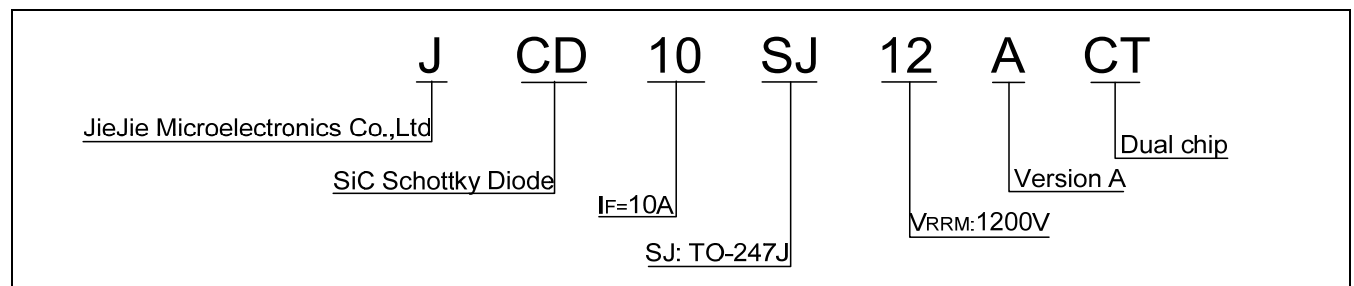 J CD 10 SJ 12 A CT
JieJie Microelectronics Co.,Ltd
Dual chip
SiC Schottky Diode
Version A
IF=10A
VRRM:1200V
SJ: TO-247J